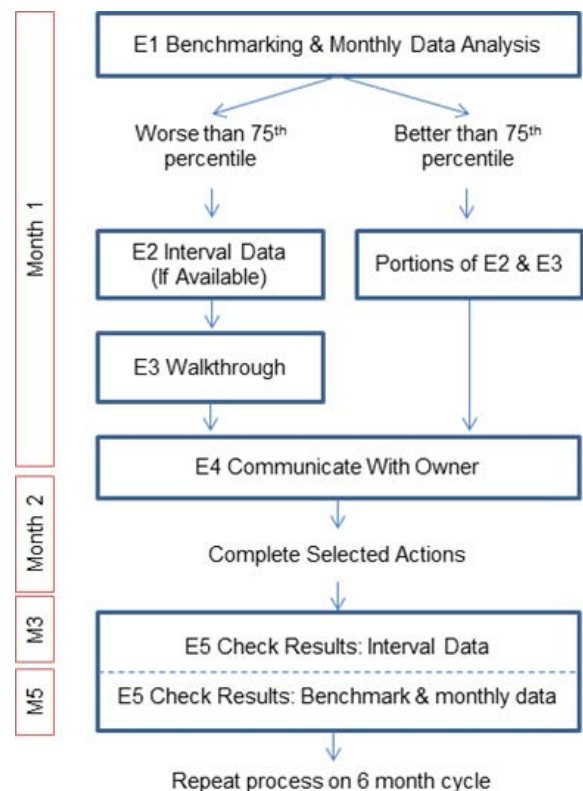 E1 Benchmarking & Monthly Data Analysis
Worse than 75th
percentile
Better than 75th
percentile
Month 1
E2 Interval Data
(If Available)
Portions of E2 & E3
E3 Walkthrough
E4 Communicate With Owner
Month 2
Complete Selected Actions
M3
E5 Check Results: Interval Data
M5
E5 Check Results: Benchmark & monthly data
Repeat process on 6 month cycle